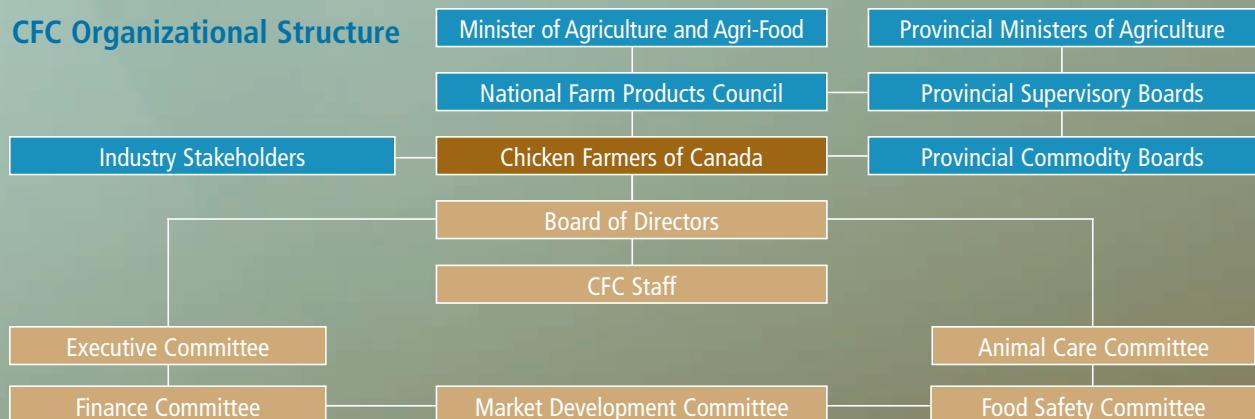 CFC Organizational Structure
Minister of Agriculture and Agri-Food
Provincial Ministers of Agriculture
National Farm Products Council
Provincial Supervisory Boards
Industry Stakeholders
Chicken Farmers of Canada
Provincial Commodity Boards
Board of Directors
CFC Staff
Executive Committee
Animal Care Committee
Finance Committee
Market Development Committee
Food Safety Committee